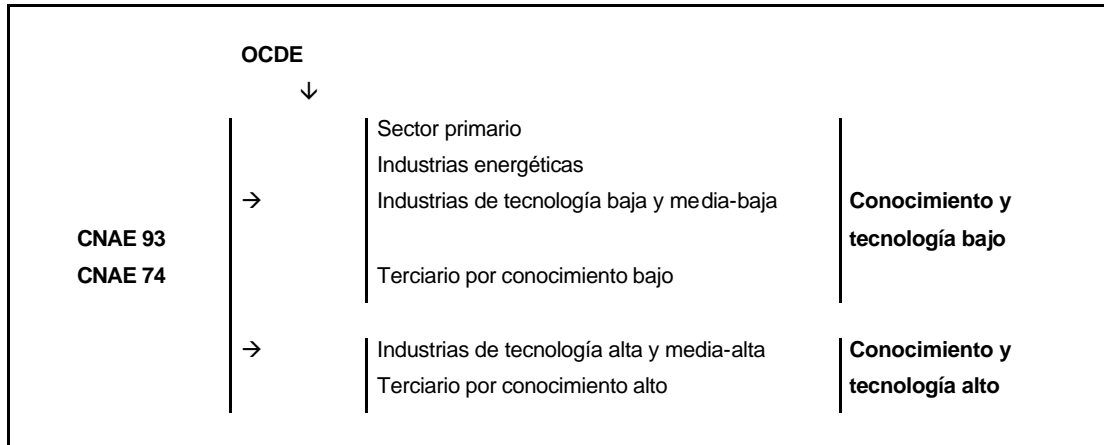 OCDE
↓
Sector primario
Industrias energéticas
→ Industrias de tecnología baja y media-baja Conocimiento y
CNAE 93 tecnología bajo
CNAE 74 Terciario por conocimiento bajo
→ Industrias de tecnología alta y media-alta Conocimiento y
Terciario por conocimiento alto tecnología alto